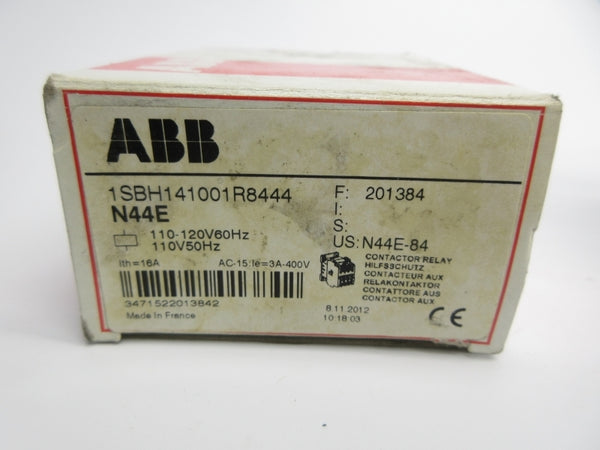 ABB
1SBH141001R8444
N44E
110-120V60Hz
110V50Hz
Ith=16A AC-15:Ie=3A-400V
3471522013842
Made in France
F: 201384
I:
S:
US: N44E-84
CONTACTOR RELAY
HILFSSCHUTZ
CONTACTEUR AUX
RELAKONTAKTOR
CONTATTORE AUS
CONTACTOR AUX
8.11.2012
10:18:03
CE